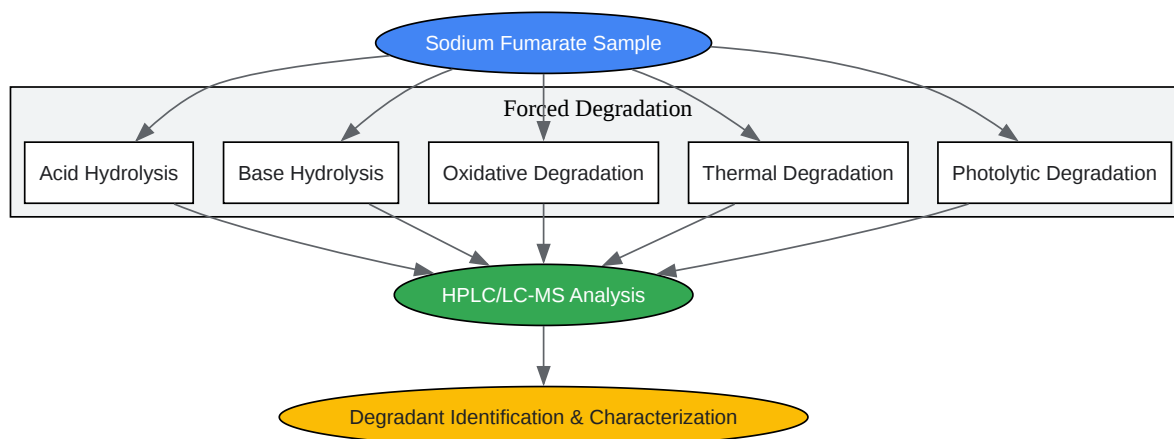 Sodium Fumarate Sample
Forced Degradation
Acid Hydrolysis
Base Hydrolysis
Oxidative Degradation
Thermal Degradation
Photolytic Degradation
HPLC/LC-MS Analysis
Degradant Identification & Characterization